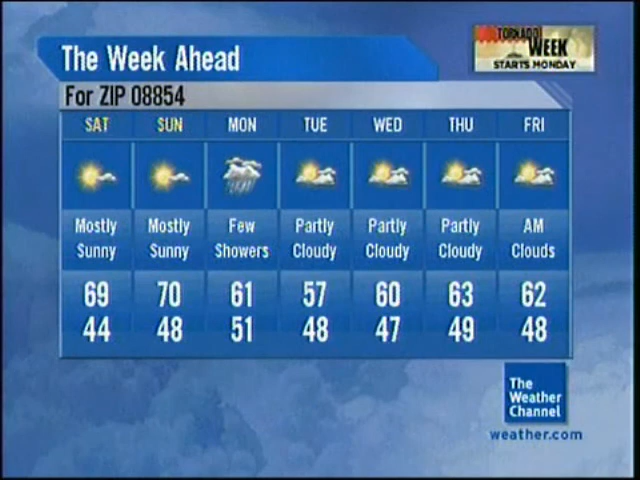 The Week Ahead
TORNADO
WEEK
STARTS MONDAY
For ZIP 08854
SAT SUN MON TUE WED THU FRI
Mostly Mostly Few Partly Partly Partly AM
Sunny Sunny Showers Cloudy Cloudy Cloudy Clouds
69 70 61 57 60 63 62
44 48 51 48 47 49 48
The
Weather
Channel
weather.com